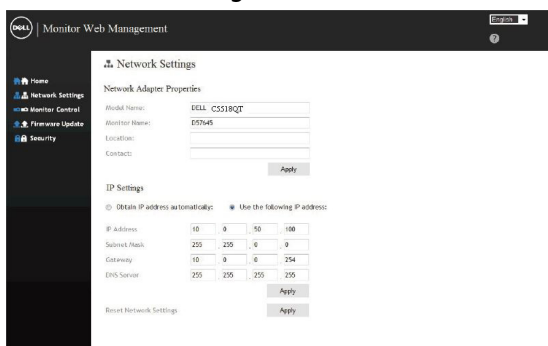 DELL Monitor Web Management
English
?
Network Settings
Home
Network Settings
Monitor Control
Firmware Update
Security
Network Adapter Properties
Model Name: DELL C5518QT
Monitor Name: D57645
Location:
Contact:
Apply
IP Settings
Obtain IP address automatically: Use the following IP address:
IP Address 10 . 0 . 50 . 100
Subnet Mask 255 . 255 . 0 . 0
Gateway 10 . 0 . 0 . 254
DNS Server 255 . 255 . 255 . 255
Apply
Reset Network Settings Apply